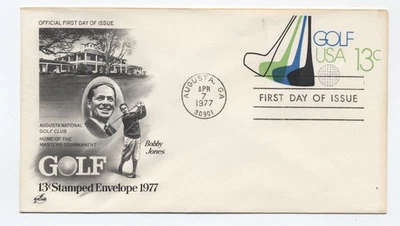 OFFICIAL FIRST DAY OF ISSUE
AUGUSTA NATIONAL
GOLF CLUB
HOME OF THE
MASTERS TOURNAMENT
Bobby
Jones
GOLF
13¢ Stamped Envelope 1977
AUGUSTA, GA
APR
7
1977
30901
GOLF
USA 13c
FIRST DAY OF ISSUE